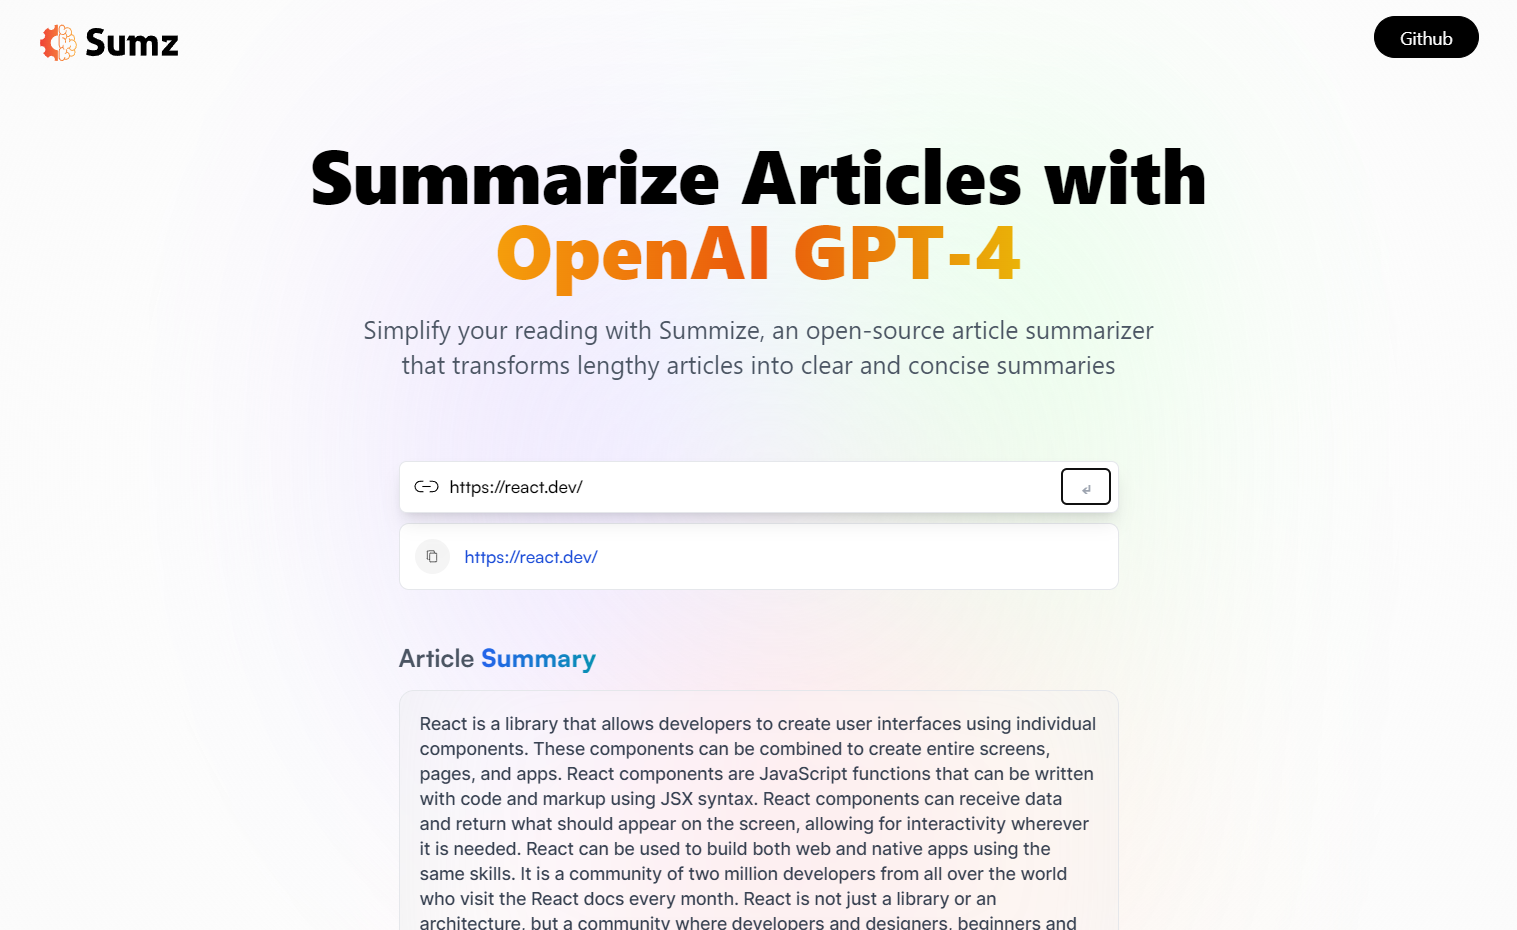 Sumz
Github
Summarize Articles with
OpenAI GPT-4
Simplify your reading with Summize, an open-source article summarizer
that transforms lengthy articles into clear and concise summaries
https://react.dev/
↵
https://react.dev/
Article Summary
React is a library that allows developers to create user interfaces using individual
components. These components can be combined to create entire screens,
pages, and apps. React components are JavaScript functions that can be written
with code and markup using JSX syntax. React components can receive data
and return what should appear on the screen, allowing for interactivity wherever
it is needed. React can be used to build both web and native apps using the
same skills. It is a community of two million developers from all over the world
who visit the React docs every month. React is not just a library or an
architecture, but a community where developers and designers, beginners and